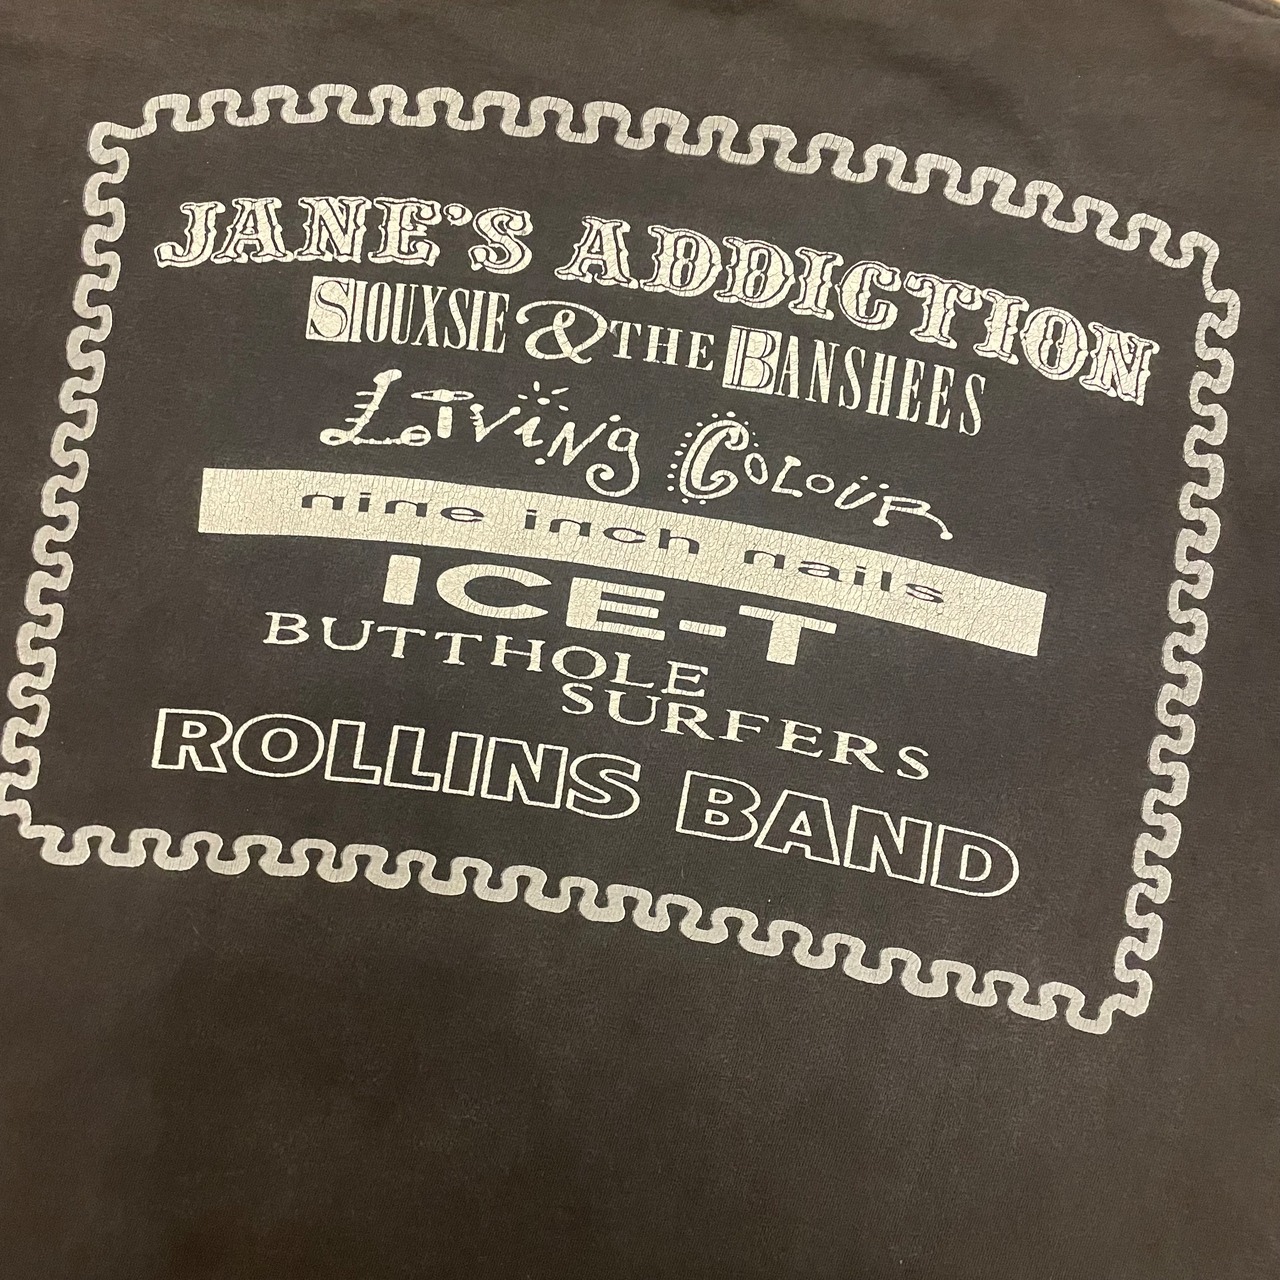 JANE'S ADDICTION
SIOUXSIE & THE BANSHEES
LIVING COLOUR
nine inch nails
ICE-T
BUTTHOLE
SURFERS
ROLLINS BAND